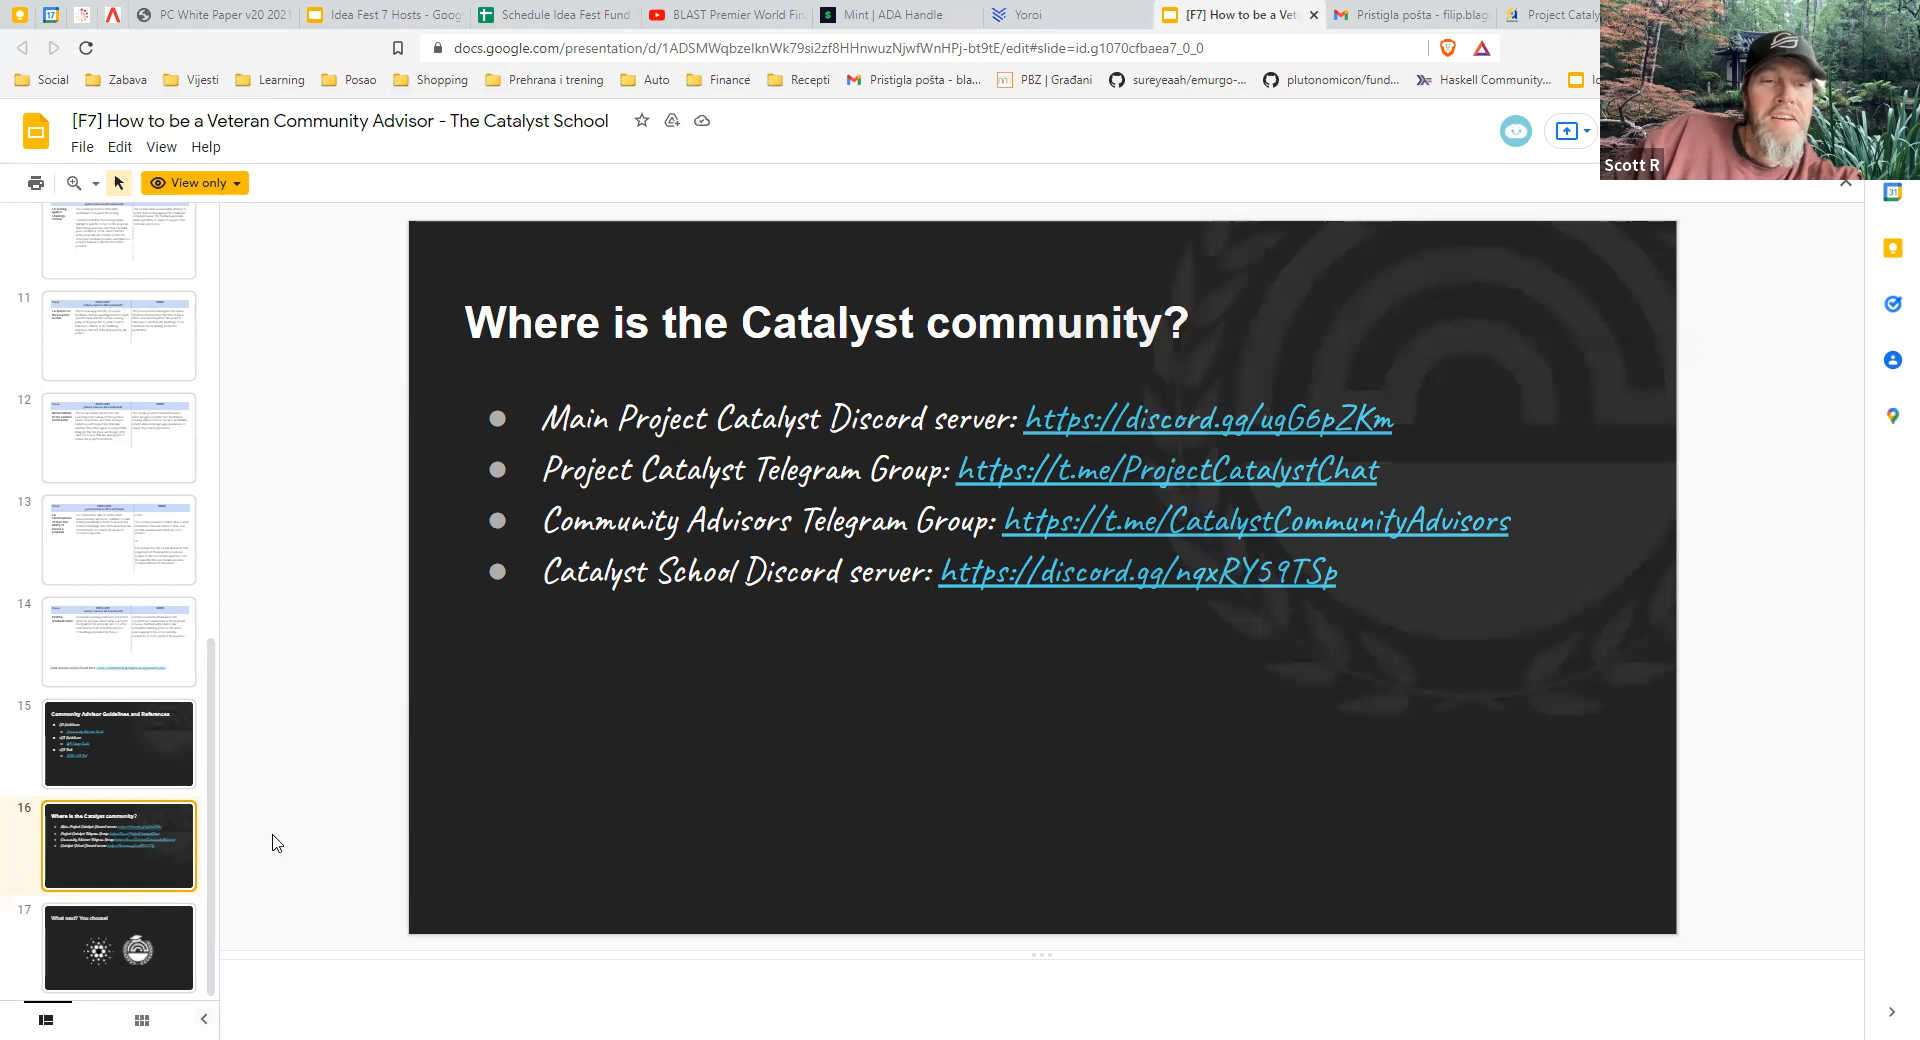 PC White Paper v20 2021
Idea Fest 7 Hosts - Goog
Schedule Idea Fest Fund
BLAST Premier World Fin
Mint | ADA Handle
Yoroi
[F7] How to be a Vet
Pristigla pošta - filip.blag
Project Cataly
docs.google.com/presentation/d/1ADSMWqbzelknWk79si2zf8HHnwuzNjwfWnHPj-bt9tE/edit#slide=id.g1070cfbaea7_0_0
Social
Zabava
Vijesti
Learning
Posao
Shopping
Prehrana i trening
Auto
Finance
Recepti
Pristigla pošta - bla...
PBZ | Građani
sureyeaah/emurgo-...
plutonomicon/fund...
Haskell Community...
[F7] How to be a Veteran Community Advisor - The Catalyst School
File Edit View Help
View only
Scott R
31
11
12
13
14
15
Community Advisor Guidelines and References
16
Where is the Catalyst community?
17
What next? You choose!
Where is the Catalyst community?
Main Project Catalyst Discord server: https://discord.gg/ugG6pZKm
Project Catalyst Telegram Group: https://t.me/ProjectCatalystChat
Community Advisors Telegram Group: https://t.me/CatalystCommunityAdvisors
Catalyst School Discord server: https://discord.gg/nqxRY59TSp